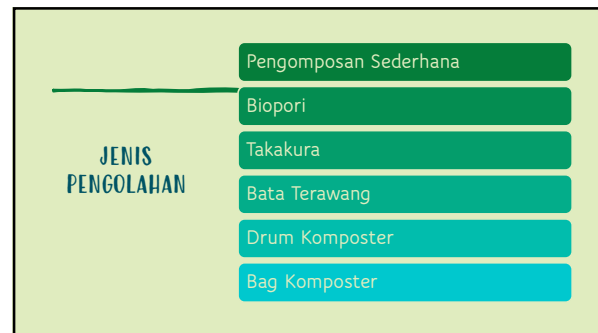 JENIS
PENGOLAHAN
Pengomposan Sederhana
Biopori
Takakura
Bata Terawang
Drum Komposter
Bag Komposter